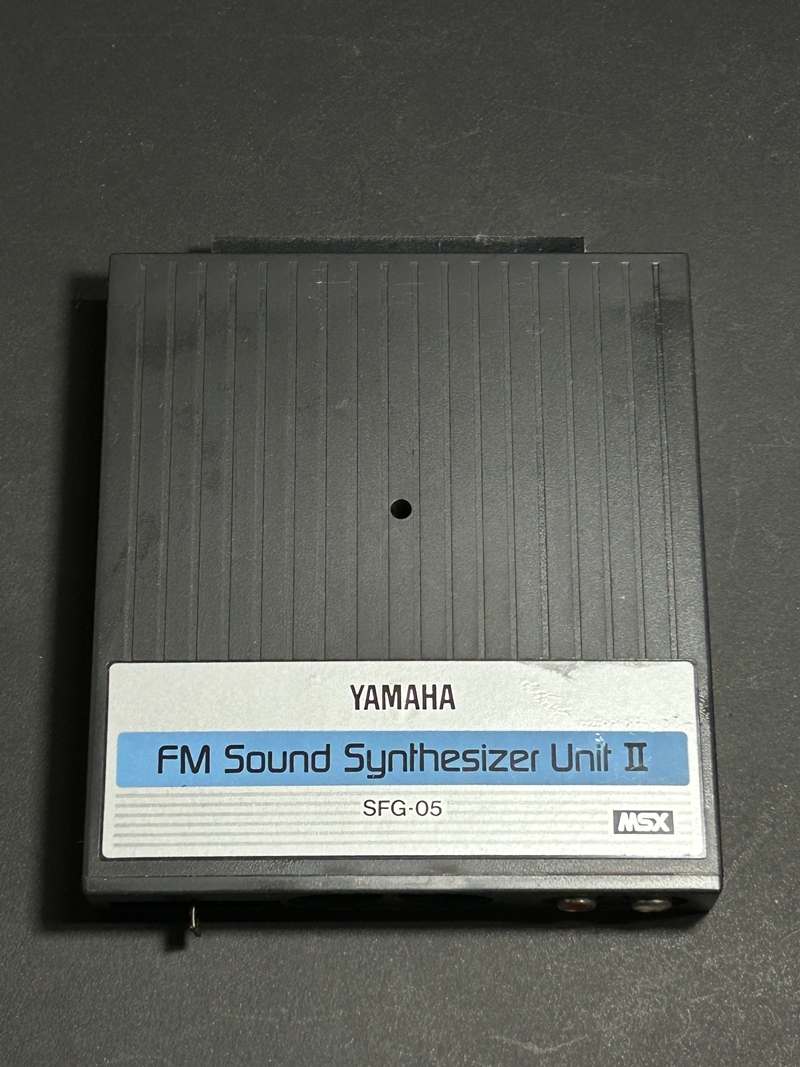 YAMAHA
FM Sound Synthesizer Unit II
SFG-05
MSX